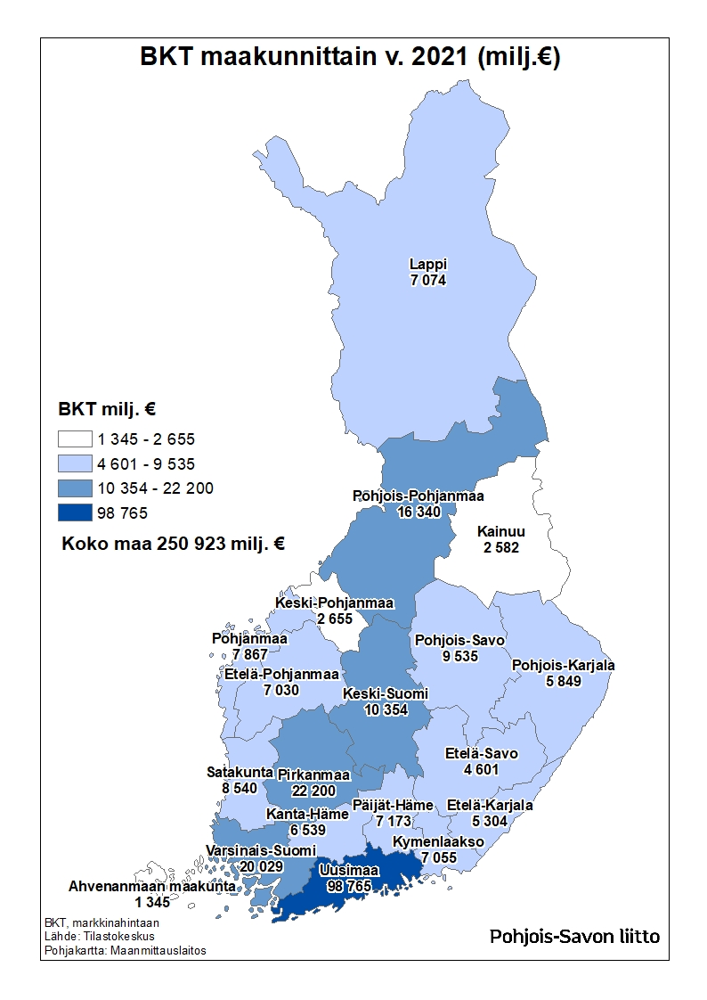 BKT maakunnittain v. 2021 (milj.€)
Lappi
7 074
BKT milj. €
1 345 - 2 655
4 601 - 9 535
10 354 - 22 200
98 765
Koko maa 250 923 milj. €
Pohjois-Pohjanmaa
16 340
Kainuu
2 582
Keski-Pohjanmaa
2 655
Pohjanmaa
7 867
Pohjois-Savo
9 535
Pohjois-Karjala
5 849
Etelä-Pohjanmaa
7 030
Keski-Suomi
10 354
Etelä-Savo
4 601
Satakunta
8 540
Pirkanmaa
22 200
Kanta-Häme
6 539
Päijät-Häme
7 173
Etelä-Karjala
5 304
Kymenlaakso
7 055
Varsinais-Suomi
20 029
Uusimaa
98 765
Ahvenanmaan maakunta
1 345
BKT, markkinahintaan
Lähde: Tilastokeskus
Pohjakartta: Maanmittauslaitos
Pohjois-Savon liitto